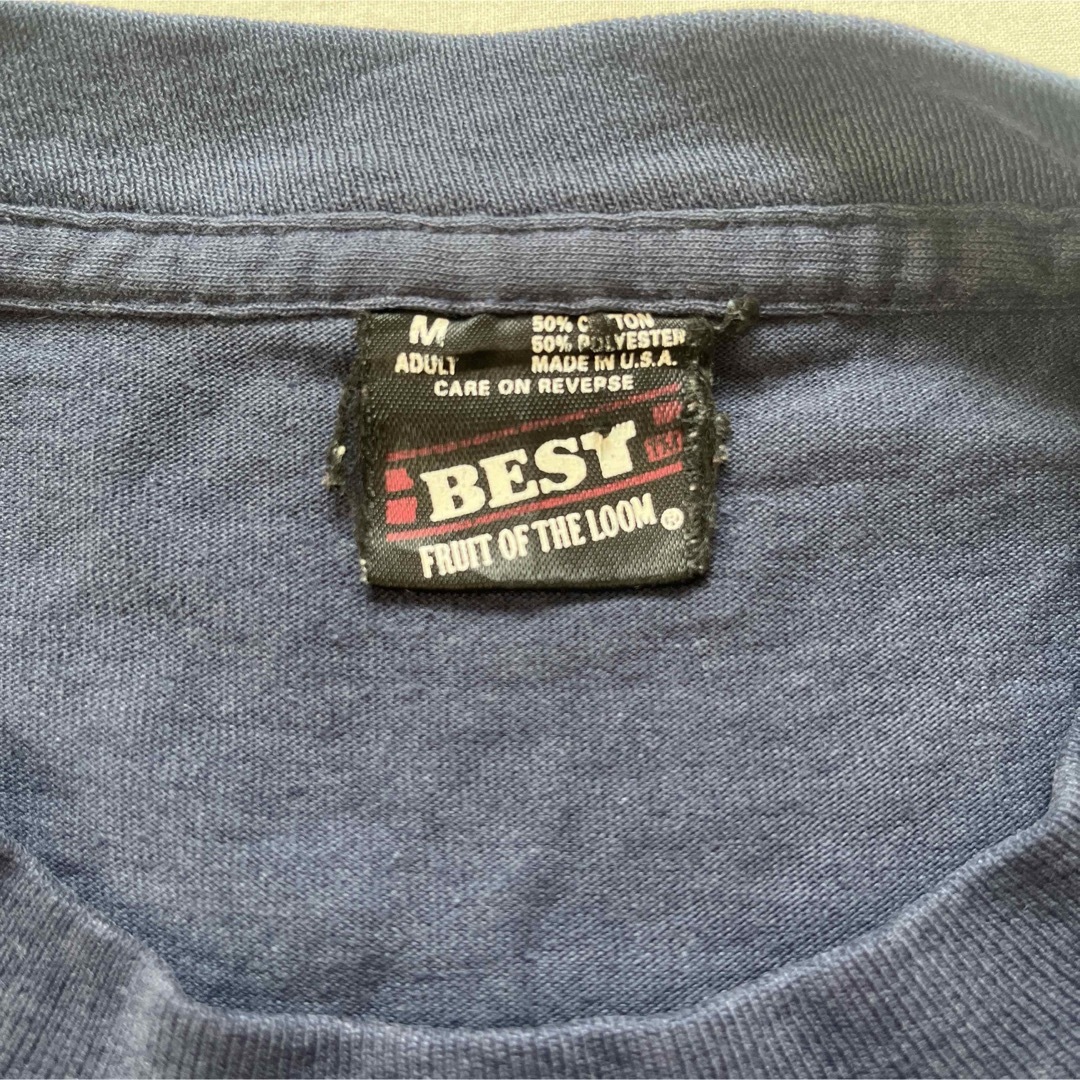 M 50% COTTON
ADULT 50% POLYESTER
MADE IN U.S.A.
CARE ON REVERSE
BEST
FRUIT OF THE LOOM®